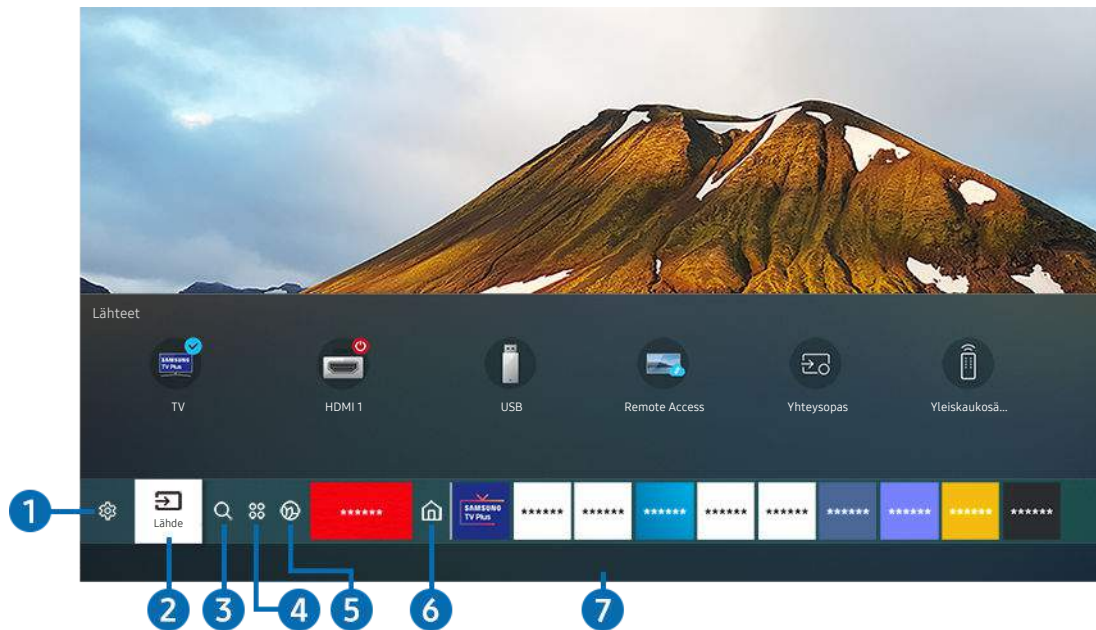 Lähteet
SAMSUNG
TV Plus
TV
HDMI 1
USB
Remote Access
Yhteysopas
Yleiskaukosä...
1
Lähde
******
SAMSUNG
TV Plus
******
******
******
******
******
******
******
******
******
2
3
4
5
6
7